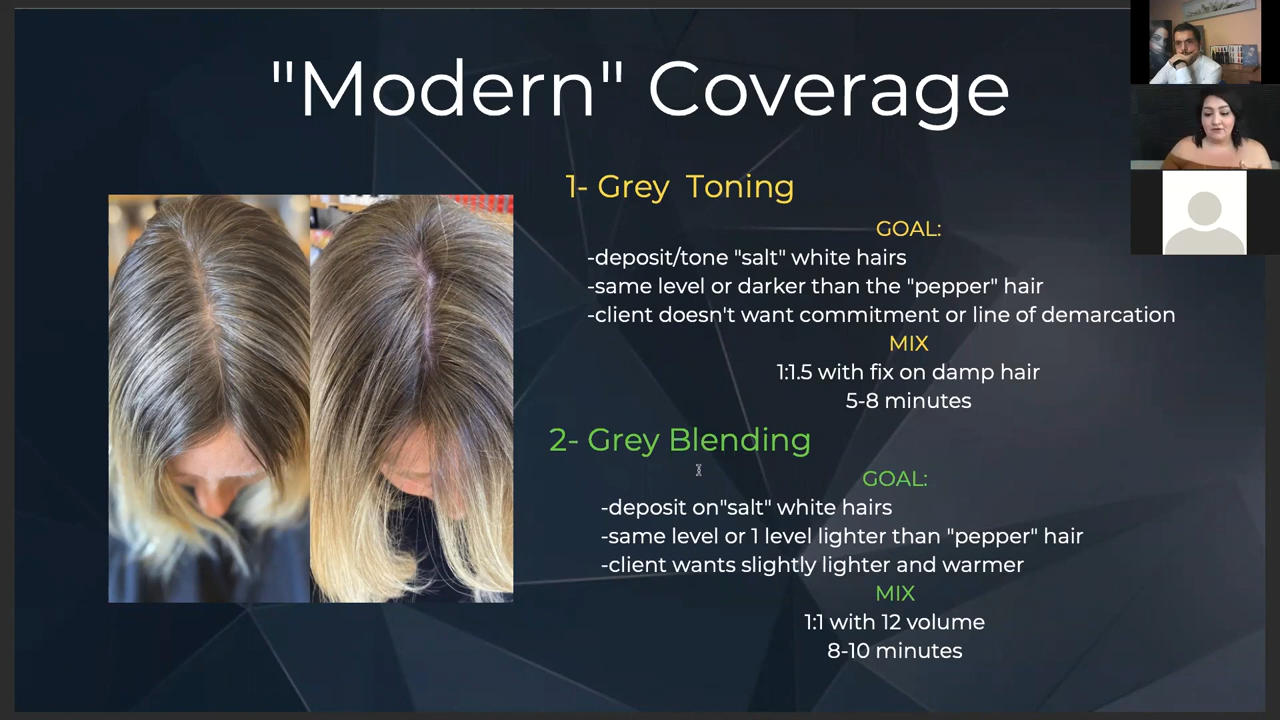 "Modern" Coverage
1- Grey Toning
GOAL:
-deposit/tone "salt" white hairs
-same level or darker than the "pepper" hair
-client doesn't want commitment or line of demarcation
MIX
1:1.5 with fix on damp hair
5-8 minutes
2- Grey Blending
GOAL:
-deposit on"salt" white hairs
-same level or 1 level lighter than "pepper" hair
-client wants slightly lighter and warmer
MIX
1:1 with 12 volume
8-10 minutes